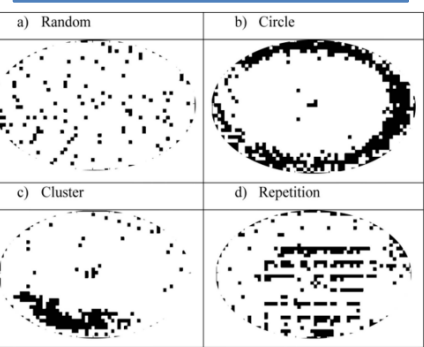 a) Random
b) Circle
c) Cluster
d) Repetition